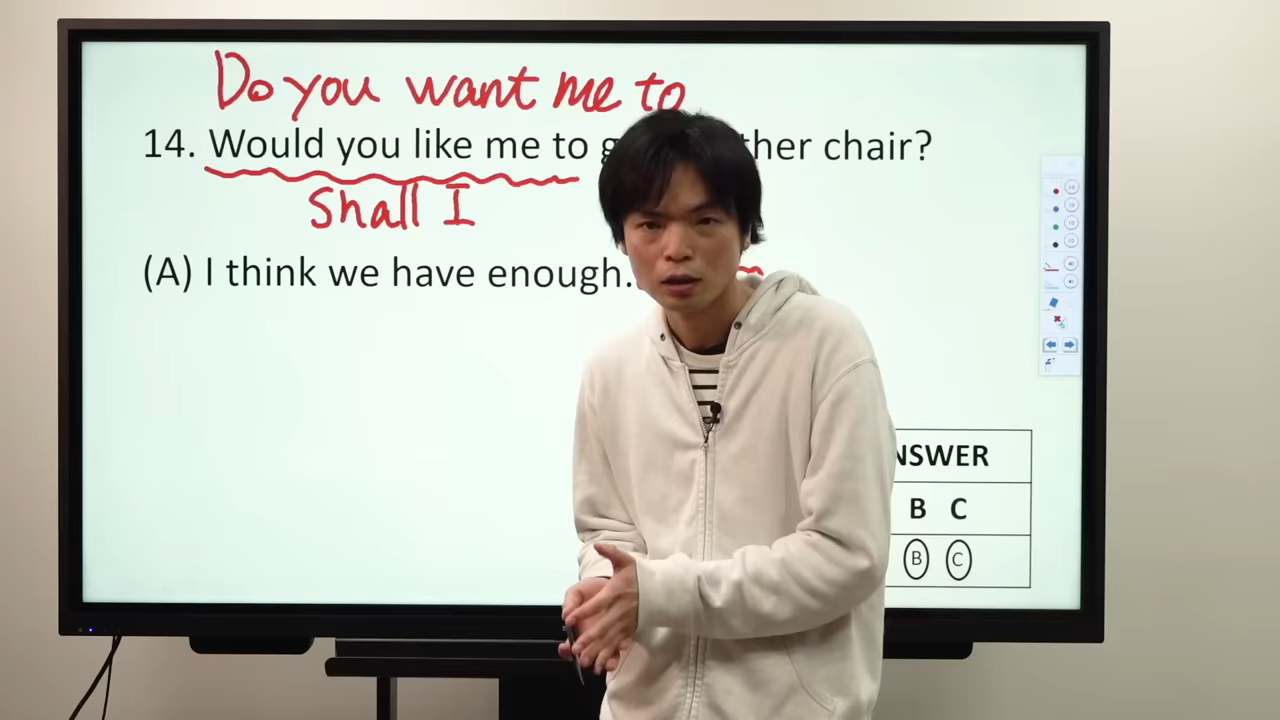 Do you want me to
14. Would you like me to ther chair?
Shall I
(A) I think we have enough.
NSWER
B C
B C